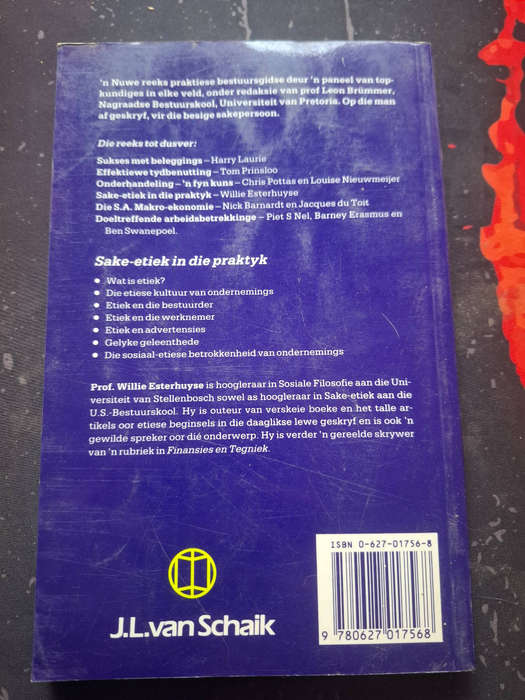 'n Nuwe reeks praktiese bestuursgidse deur 'n paneel van top-
kundiges in elke veld, onder redaksie van prof Leon Brümmer,
Nagraadse Bestuurskool, Universiteit van Pretoria. Op die man
af geskryf, vir die besige sakepersoon.
Die reeks tot dusver:
Sukses met beleggings – Harry Laurie
Effektiewe tydbenutting – Tom Prinsloo
Onderhandeling – 'n fyn kuns – Chris Pottas en Louise Nieuwmeijer
Sake-etiek in die praktyk – Willie Esterhuyse
Die S.A. Makro-ekonomie – Nick Barnardt en Jacques du Toit
Doeltreffende arbeidsbetrekkinge – Piet S Nel, Barney Erasmus en
Ben Swanepoel.
Sake-etiek in die praktyk
● Wat is etiek?
● Die etiese kultuur van ondernemings
● Etiek en die bestuurder
● Etiek en die werknemer
● Etiek en advertensies
● Gelyke geleenthede
● Die sosiaal-etiese betrokkenheid van ondernemings
Prof. Willie Esterhuyse is hoogleraar in Sosiale Filosofie aan die Uni-
versiteit van Stellenbosch sowel as hoogleraar in Sake-etiek aan die
U.S.-Bestuurskool. Hy is outeur van verskeie boeke en het talle ar-
tikels oor etiese beginsels in die daaglikse lewe geskryf en is ook 'n
gewilde spreker oor dié onderwerp. Hy is verder 'n gereelde skrywer
van 'n rubriek in Finansies en Tegniek.
ISBN 0-627-01756-8
9 780627 017568
J.L.van Schaik